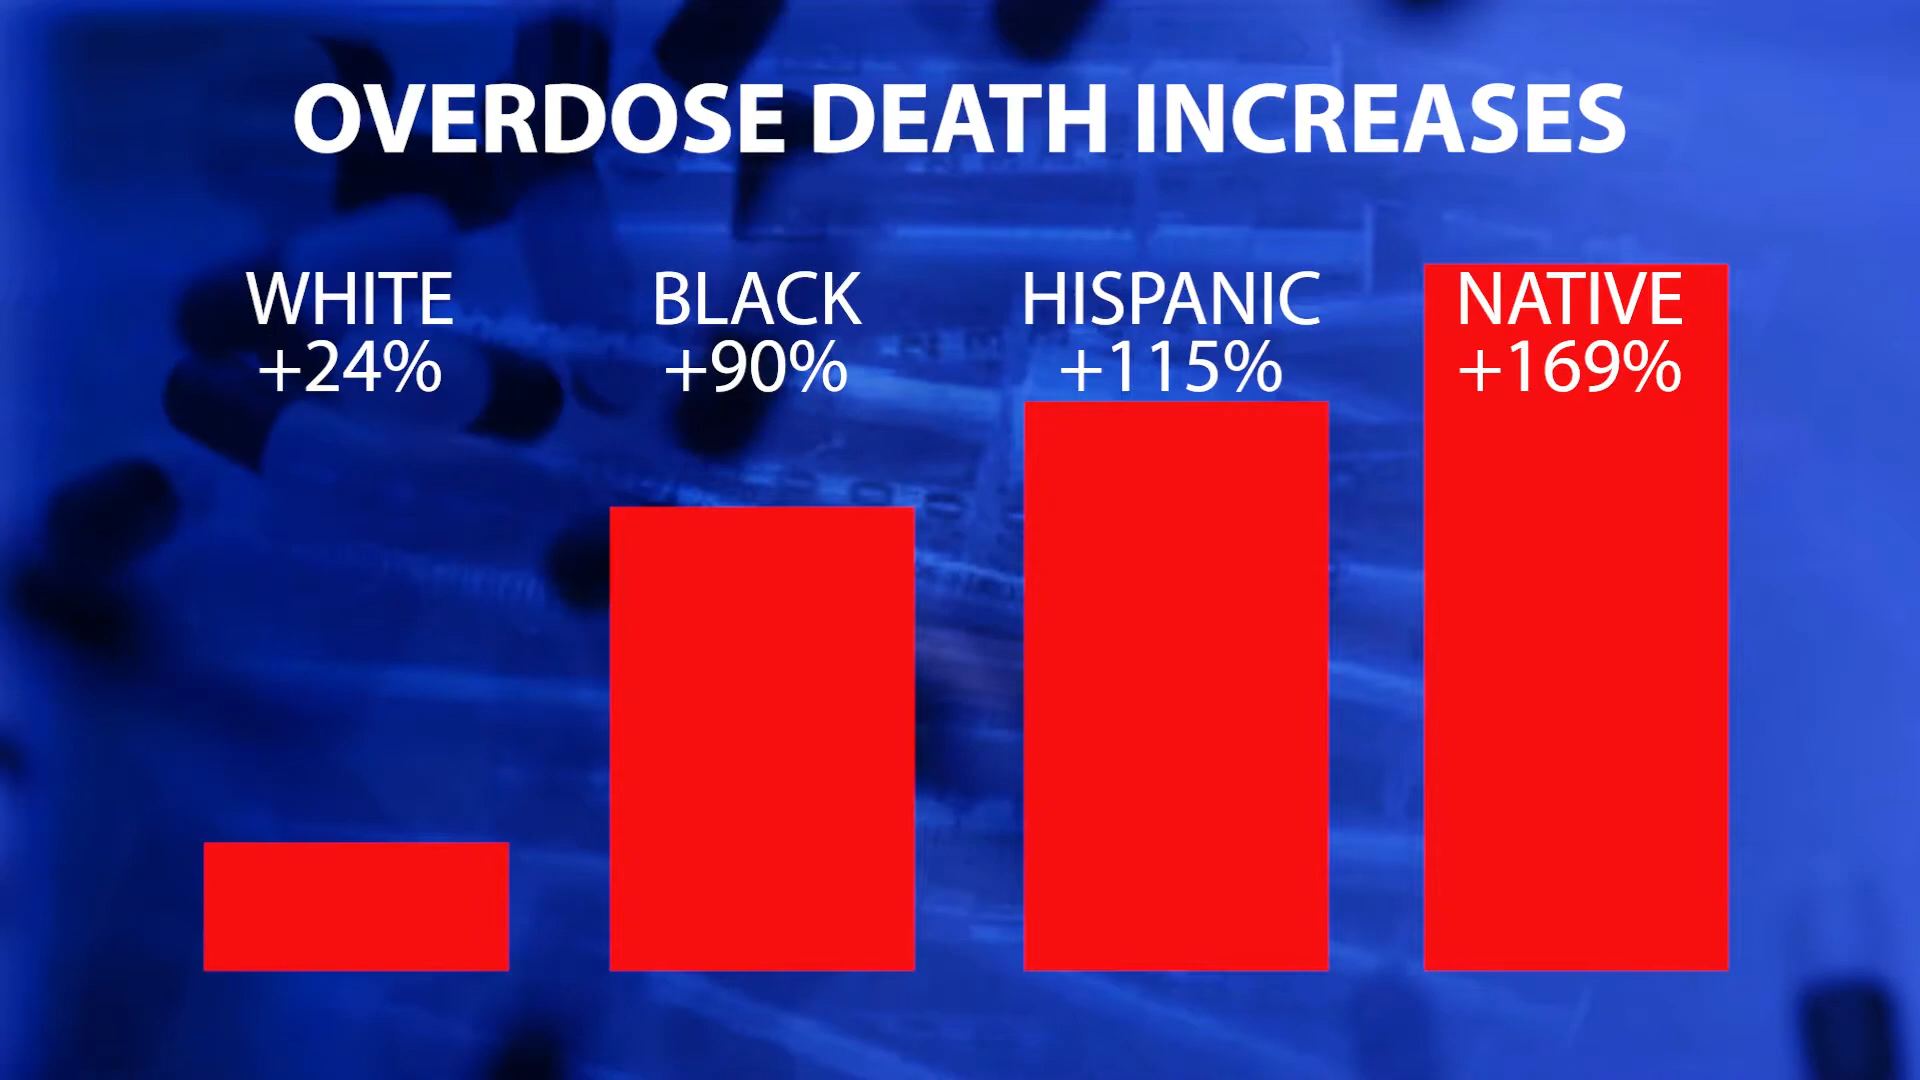 OVERDOSE DEATH INCREASES
WHITE
+24%
BLACK
+90%
HISPANIC
+115%
NATIVE
+169%